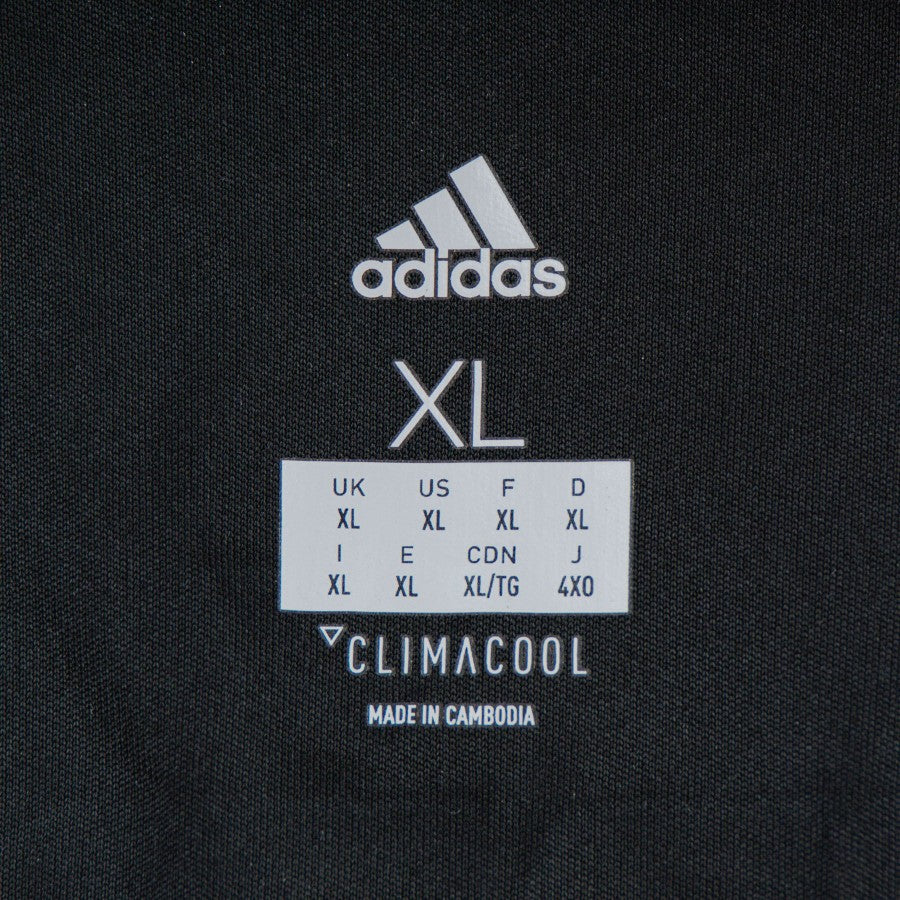 adidas
XL
UK US F D
XL XL XL XL
I E CDN J
XL XL XL/TG 4XO
CLIMACOOL
MADE IN CAMBODIA